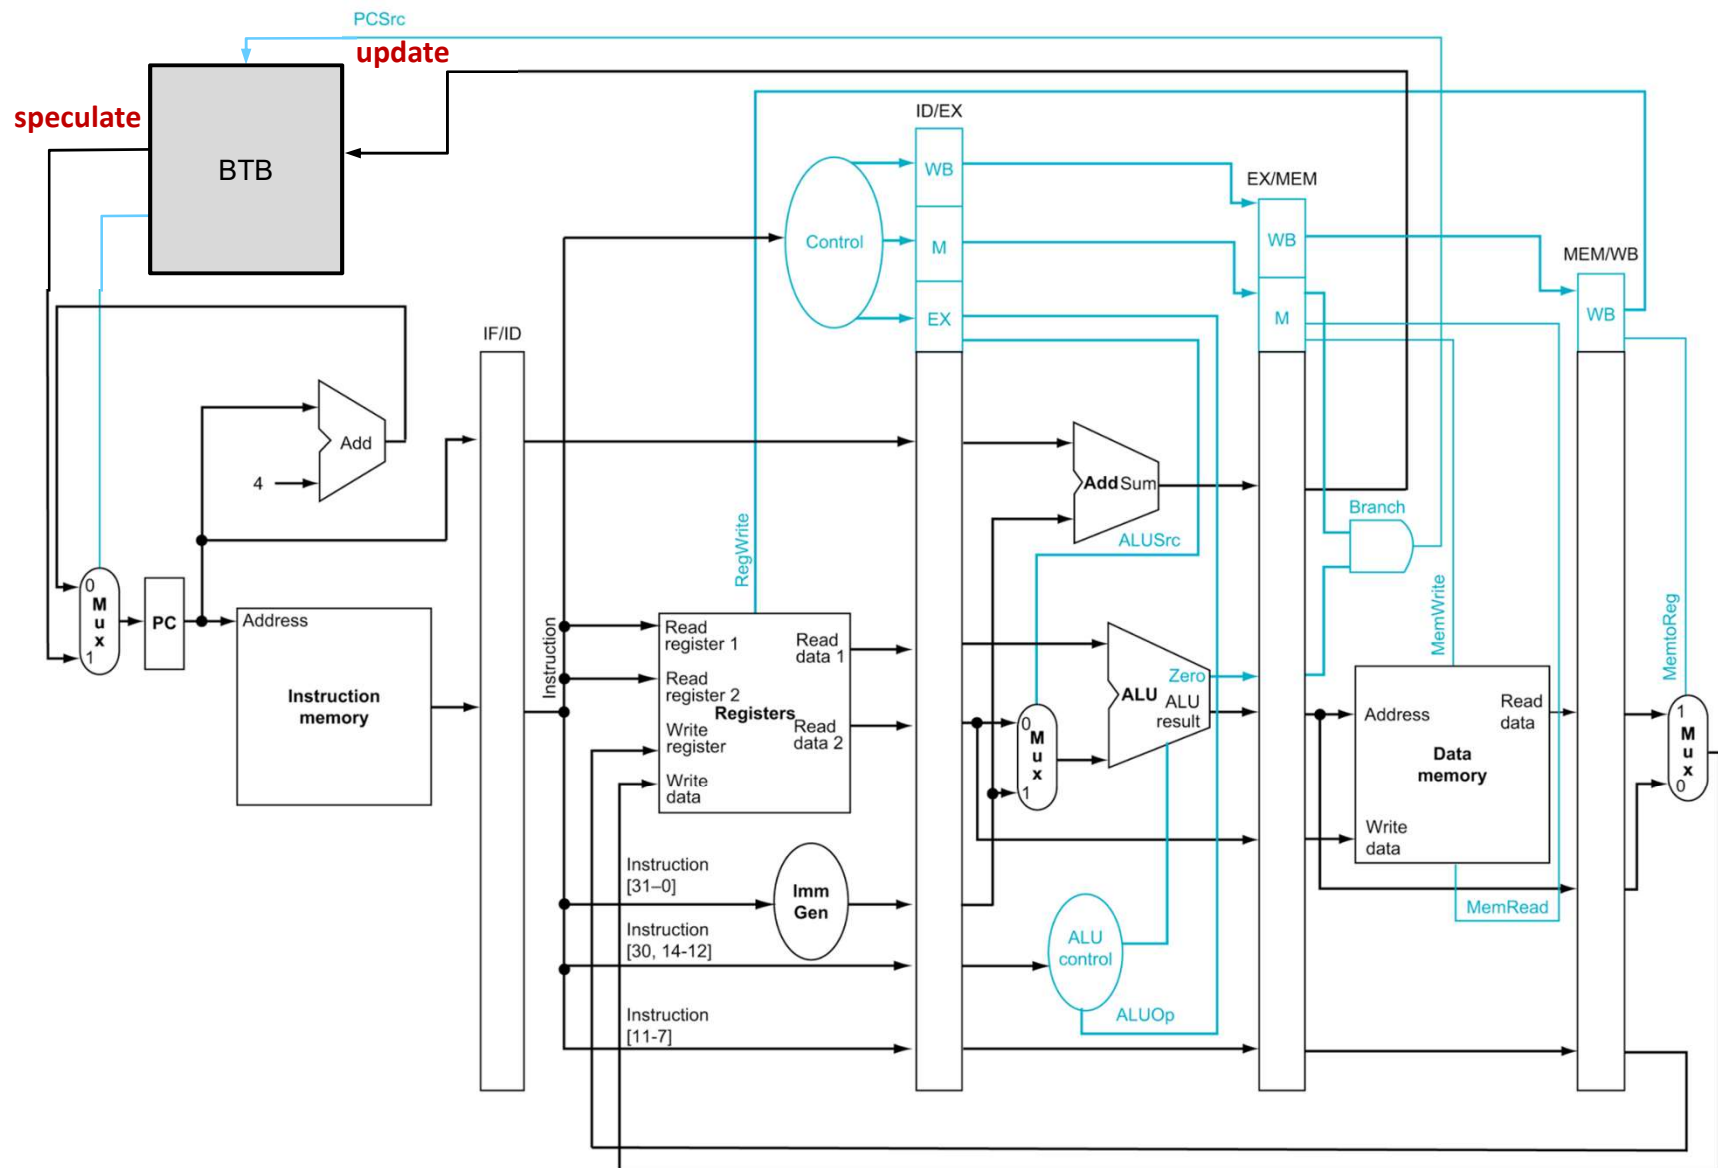 PCSrc
update
speculate
BTB
ID/EX
WB
M
EX
Control
EX/MEM
WB
M
MEM/WB
WB
IF/ID
Add
4
RegWrite
Add Sum
ALUSrc
Branch
MemWrite
MemtoReg
0
M
u
x
1
PC
Address
Instruction
memory
Instruction
Read
register 1
Read
register 2
Write
register
Write
data
Registers
Read
data 1
Read
data 2
0
M
u
x
1
Zero
ALU
ALU
result
Address
Read
data
Data
memory
Write
data
MemRead
1
M
u
x
0
Instruction
[31–0]
Imm
Gen
Instruction
[30, 14-12]
ALU
control
ALUOp
Instruction
[11-7]